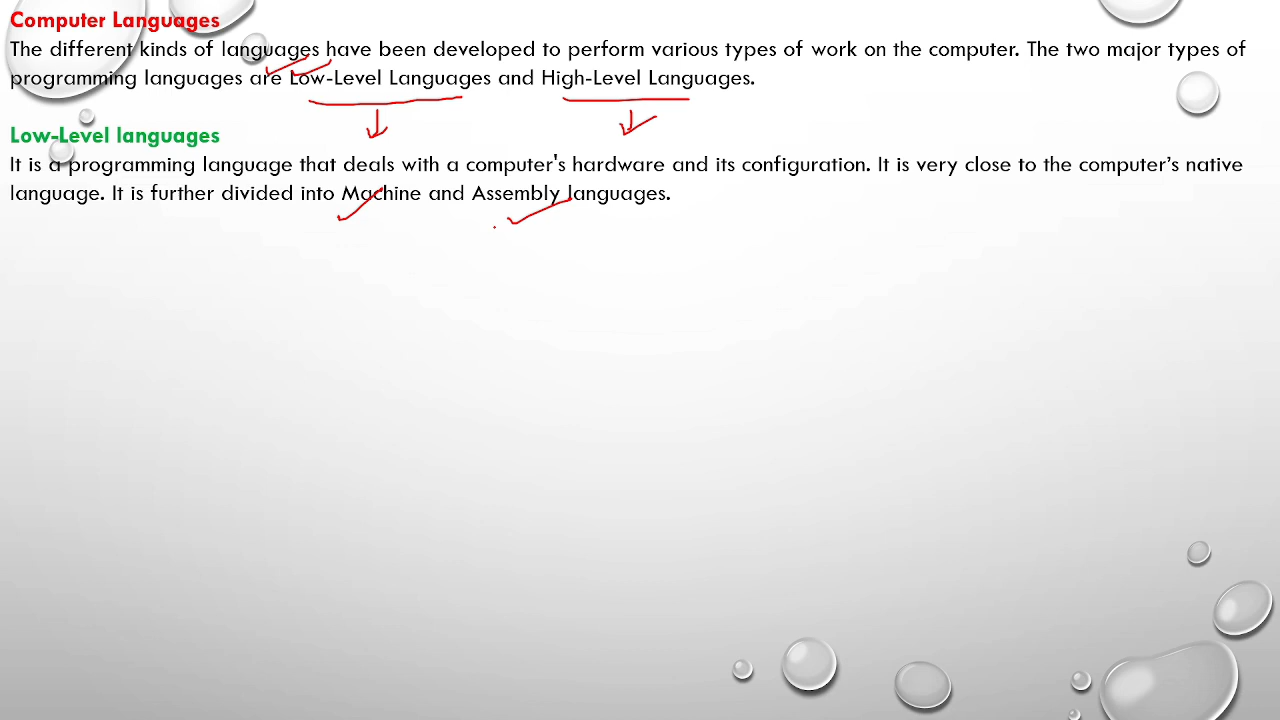 Computer Languages
The different kinds of languages have been developed to perform various types of work on the computer. The two major types of
programming languages are Low-Level Languages and High-Level Languages.
Low-Level languages
It is a programming language that deals with a computer's hardware and its configuration. It is very close to the computer’s native
language. It is further divided into Machine and Assembly languages.